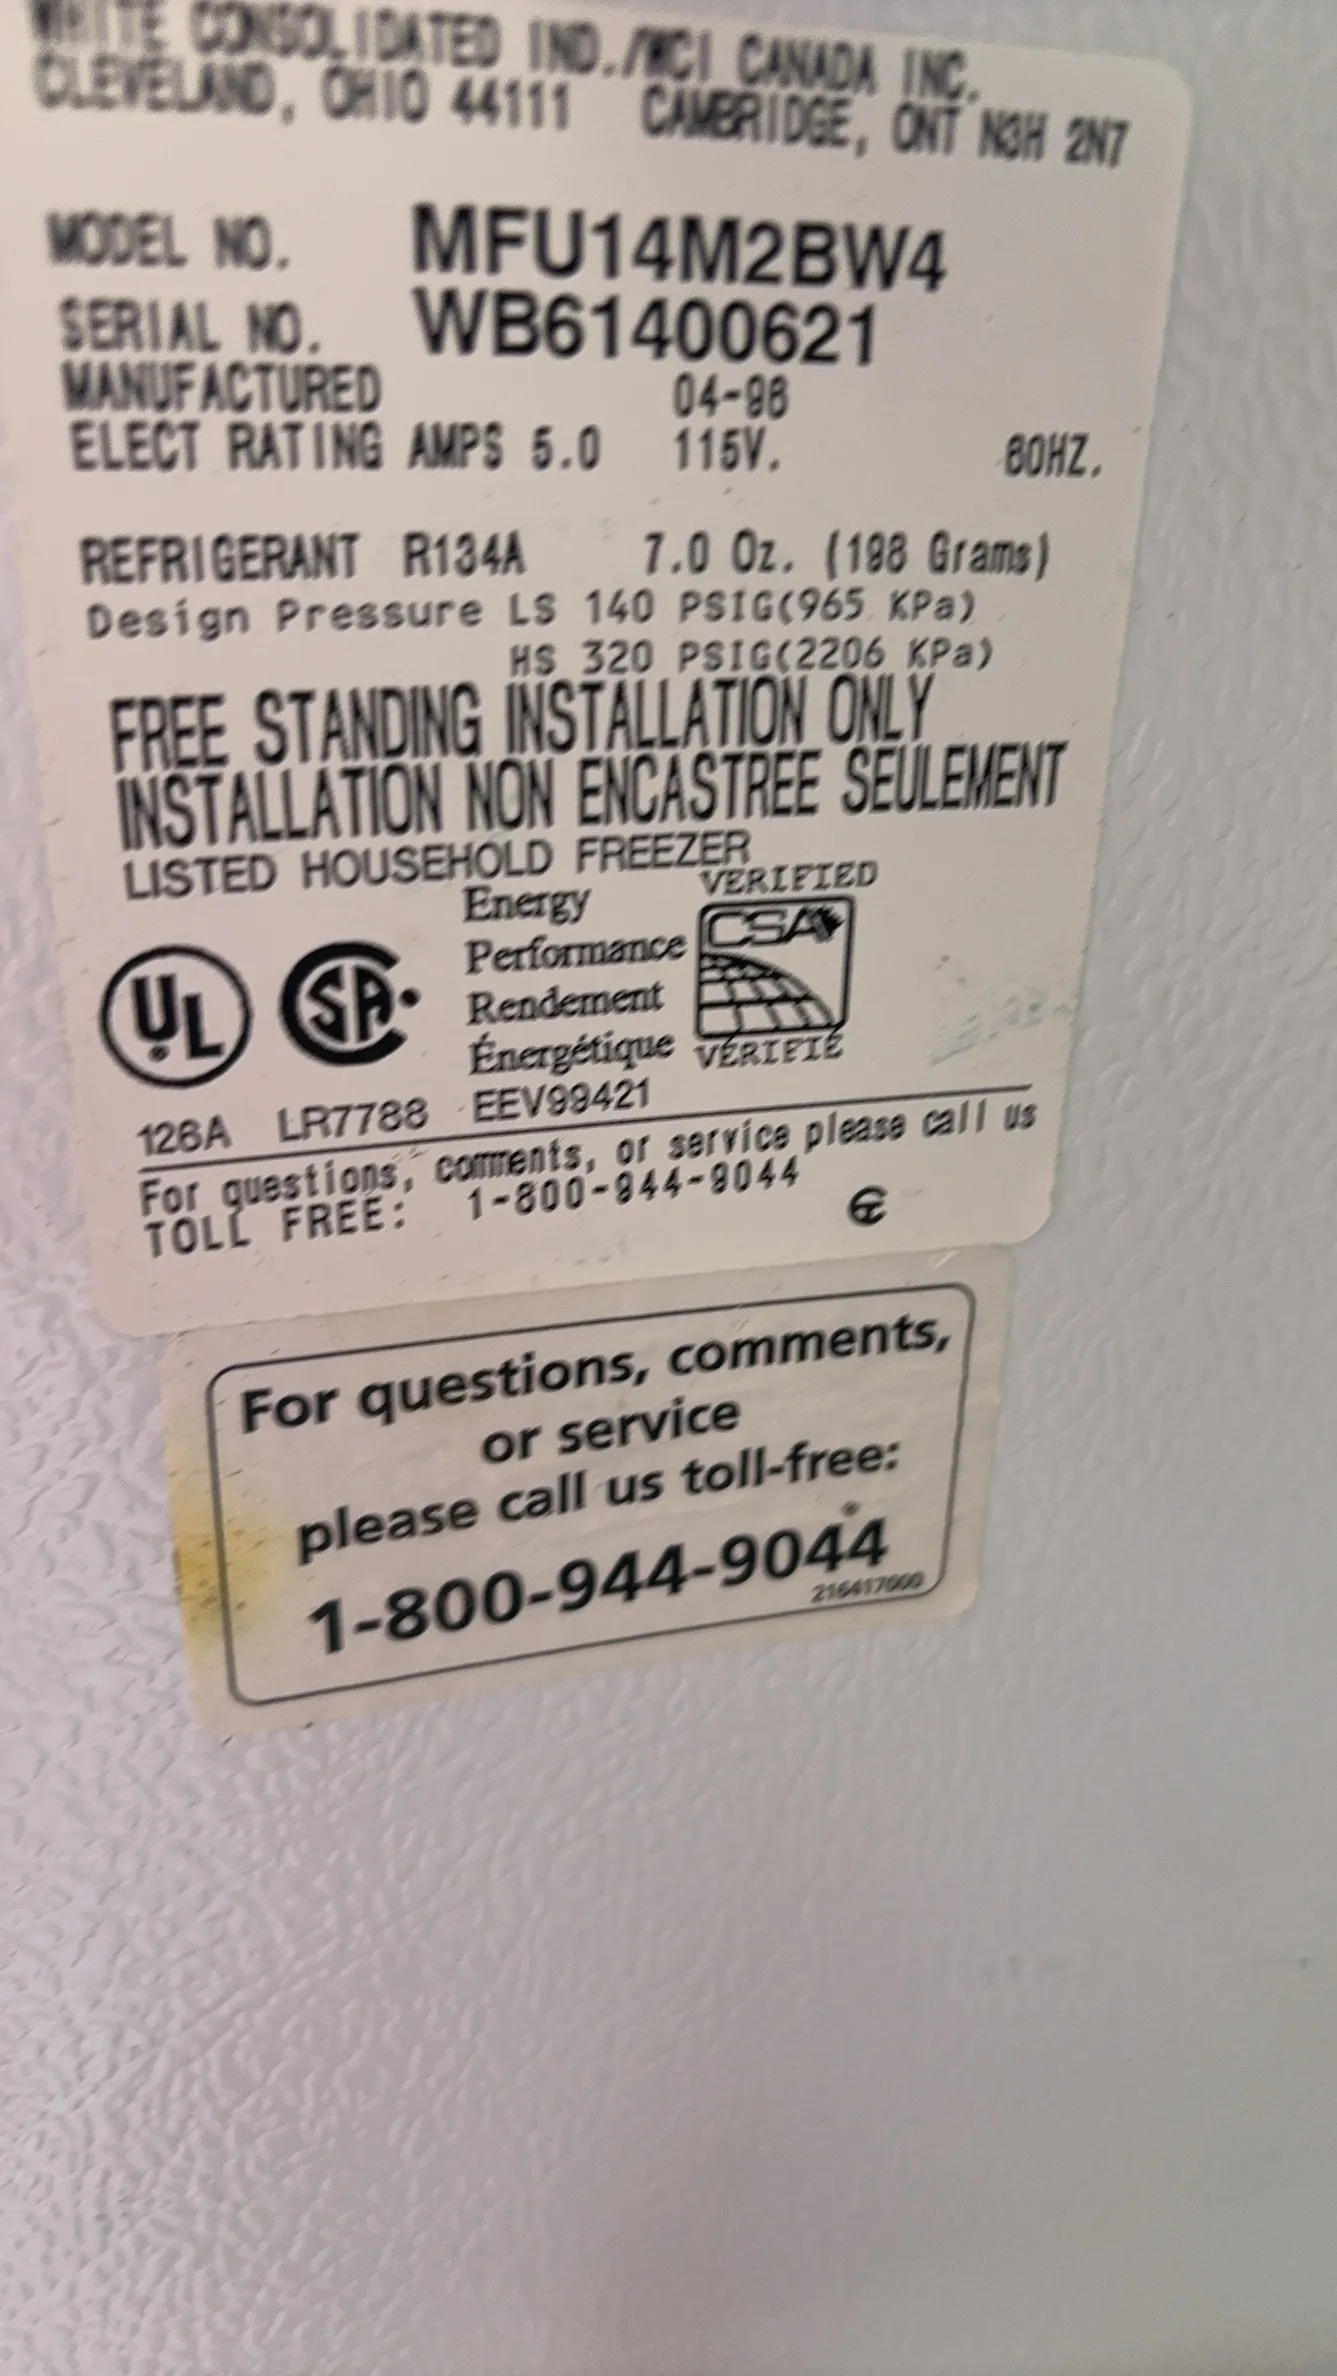 WHITE CONSOLIDATED IND./WCI CANADA INC.
CLEVELAND, OHIO 44111 CAMBRIDGE, ONT N3H 2N7
MODEL NO. MFU14M2BW4
SERIAL NO. WB61400621
MANUFACTURED 04-96
ELECT RATING AMPS 5.0 115V. 60HZ.
REFRIGERANT R134A 7.0 Oz. (198 Grams)
Design Pressure LS 140 PSIG(965 KPa)
HS 320 PSIG(2206 KPa)
FREE STANDING INSTALLATION ONLY
INSTALLATION NON ENCASTREE SEULEMENT
LISTED HOUSEHOLD FREEZER
VERIFIED
Energy
Performance
Rendement
Énergétique
CSA
VÉRIFIÉ
UL
SA
126A LR7788 EEV99421
For questions, comments, or service please call us
TOLL FREE: 1-800-944-9044
For questions, comments,
or service
please call us toll-free:
1-800-944-9044
216417000